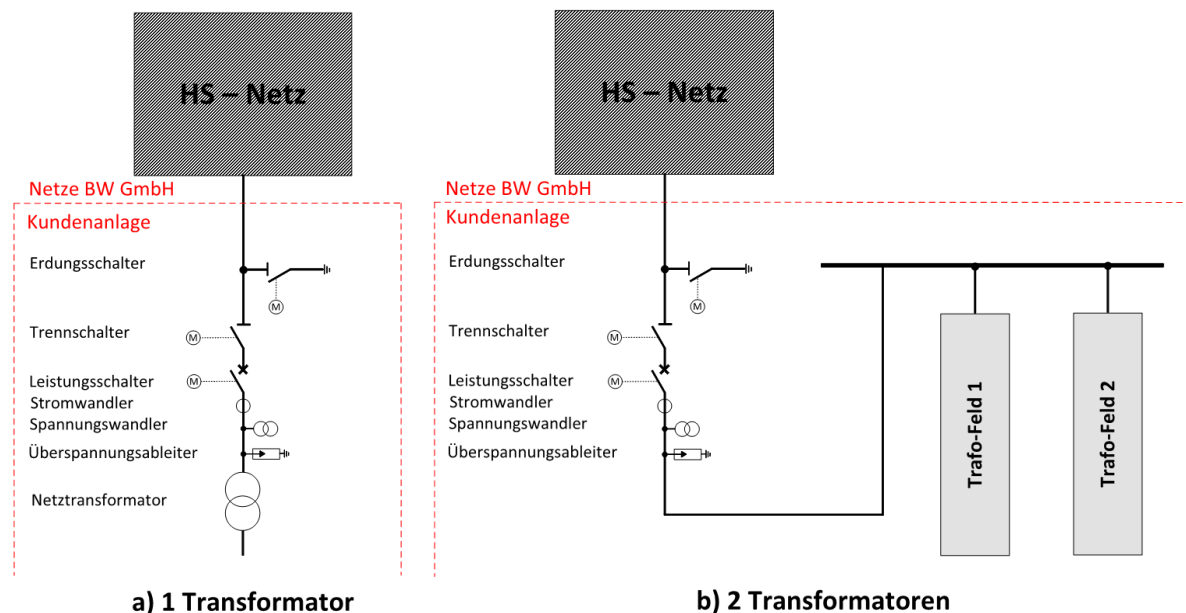 HS – Netz
Netze BW GmbH
Kundenanlage
Erdungsschalter
M
Trennschalter
M
Leistungsschalter
M
Stromwandler
Spannungswandler
Überspannungsableiter
Netztransformator
a) 1 Transformator
HS – Netz
Netze BW GmbH
Kundenanlage
Erdungsschalter
M
Trennschalter
M
Leistungsschalter
M
Stromwandler
Spannungswandler
Überspannungsableiter
Trafo-Feld 1
Trafo-Feld 2
b) 2 Transformatoren